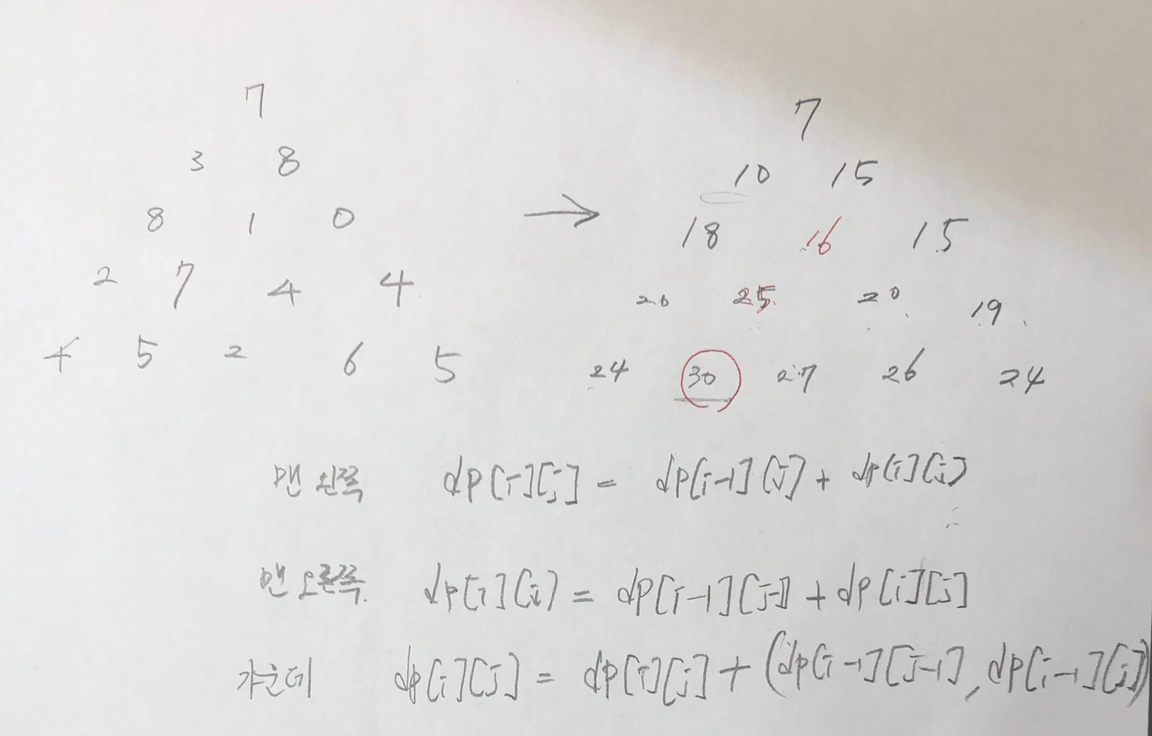 7 7
3 8 10 15
8 1 0 → 18 16 15
2 7 4 4 20 25 20 19
4 5 2 6 5 24 30 27 26 24
맨 왼쪽 dp[i][j] = dp[i-1][j] + dp[i][j]
맨 오른쪽. dp[i][j] = dp[i-1][j-1] + dp[i][j]
가운데 dp[i][j] = dp[i][j] + (dp[i-1][j-1], dp[i-1][j])